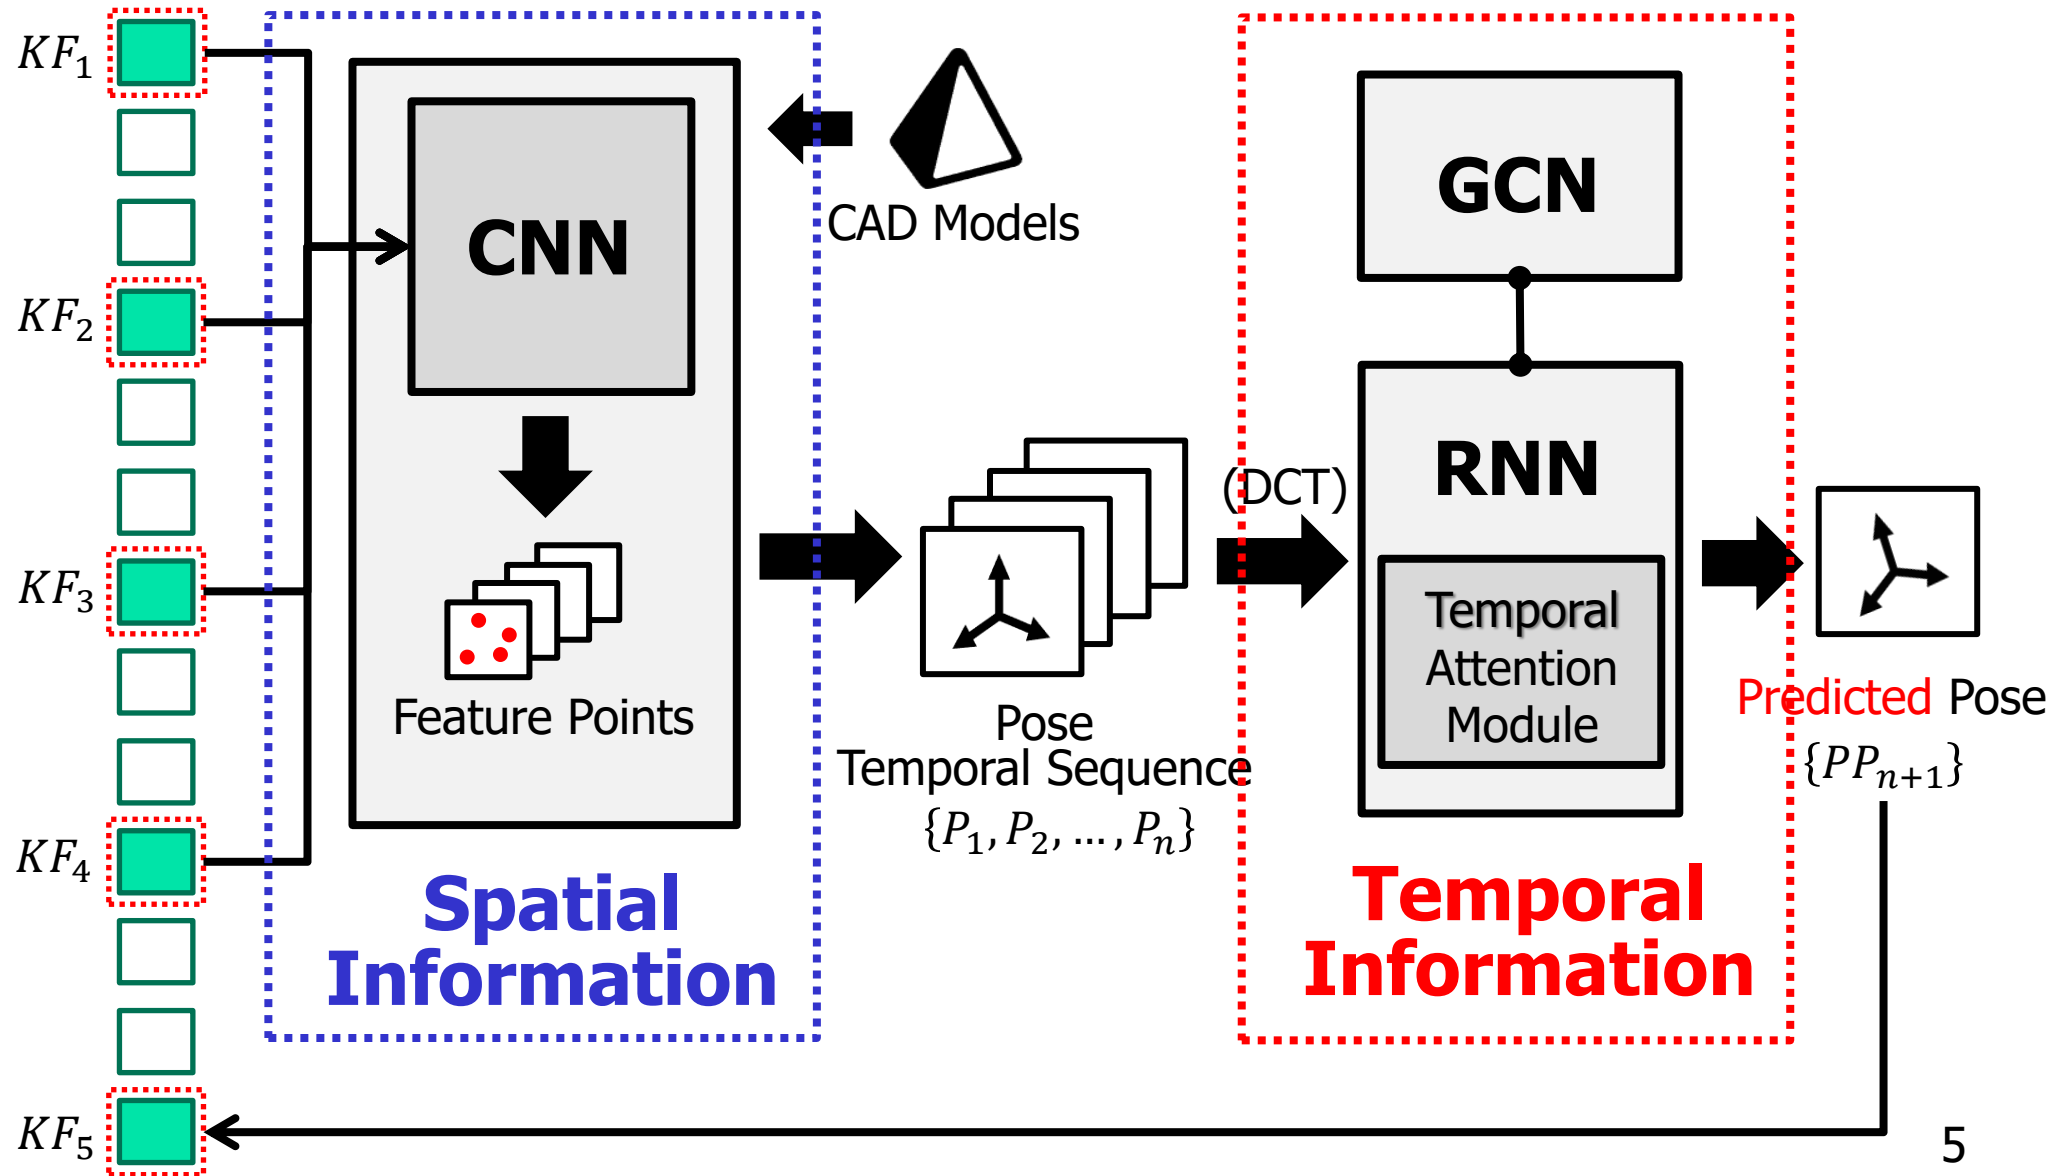 KF₁
KF₂
KF₃
KF₄
KF₅
CNN
Feature Points
Spatial
Information
CAD Models
Pose
Temporal Sequence
{P₁, P₂, ... , Pₙ}
(DCT)
GCN
RNN
Temporal
Attention
Module
Temporal
Information
Predicted Pose
{PPₙ₊₁}
5